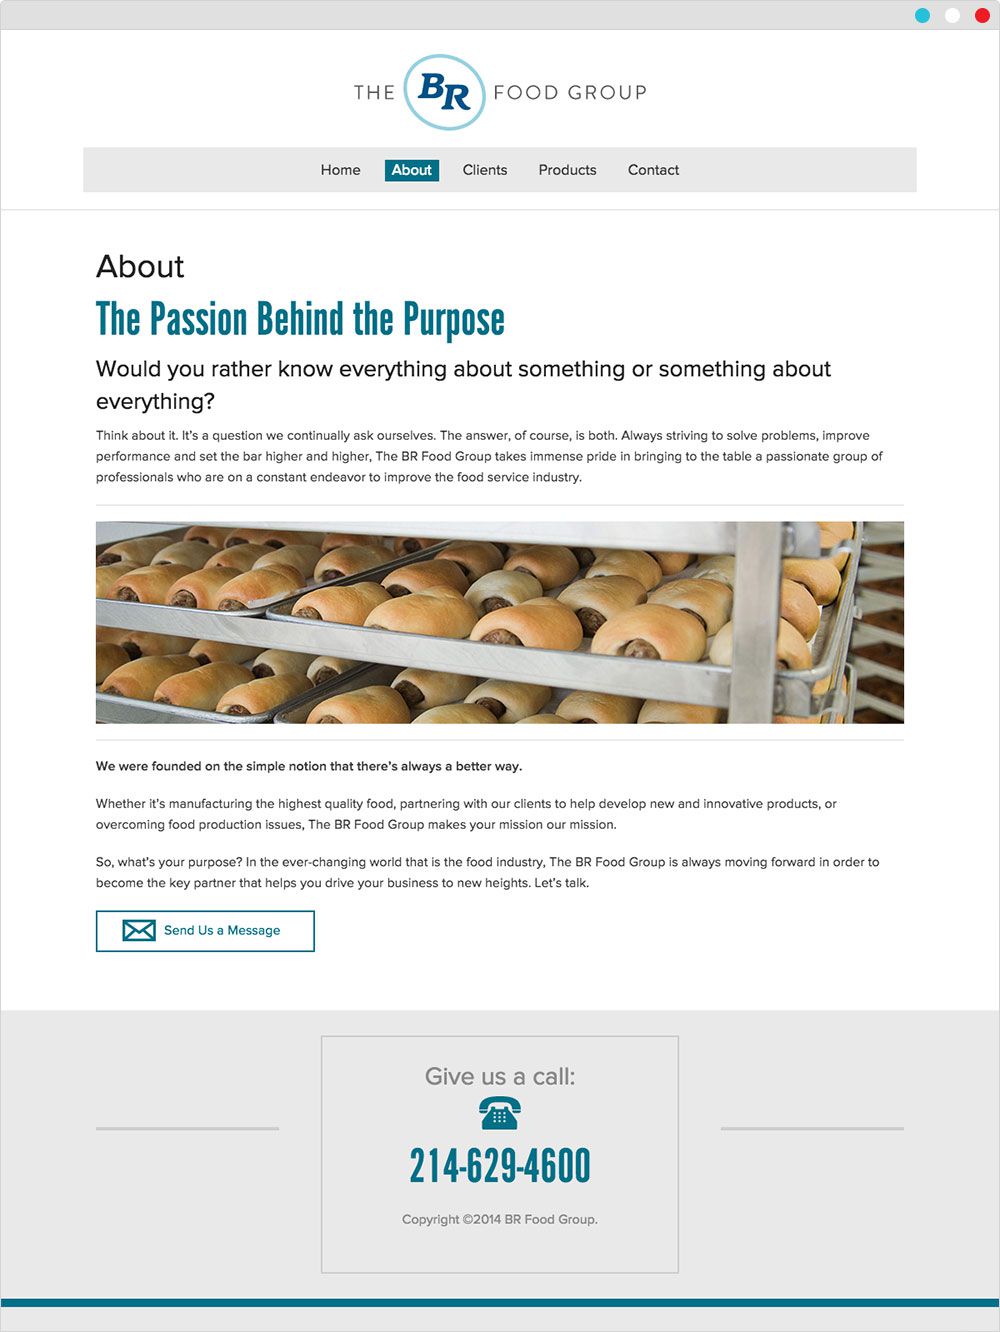 THE BR FOOD GROUP
Home About Clients Products Contact
About
The Passion Behind the Purpose
Would you rather know everything about something or something about
everything?
Think about it. It's a question we continually ask ourselves. The answer, of course, is both. Always striving to solve problems, improve
performance and set the bar higher and higher, The BR Food Group takes immense pride in bringing to the table a passionate group of
professionals who are on a constant endeavor to improve the food service industry.
We were founded on the simple notion that there's always a better way.
Whether it's manufacturing the highest quality food, partnering with our clients to help develop new and innovative products, or
overcoming food production issues, The BR Food Group makes your mission our mission.
So, what's your purpose? In the ever-changing world that is the food industry, The BR Food Group is always moving forward in order to
become the key partner that helps you drive your business to new heights. Let's talk.
Send Us a Message
Give us a call:
214-629-4600
Copyright ©2014 BR Food Group.